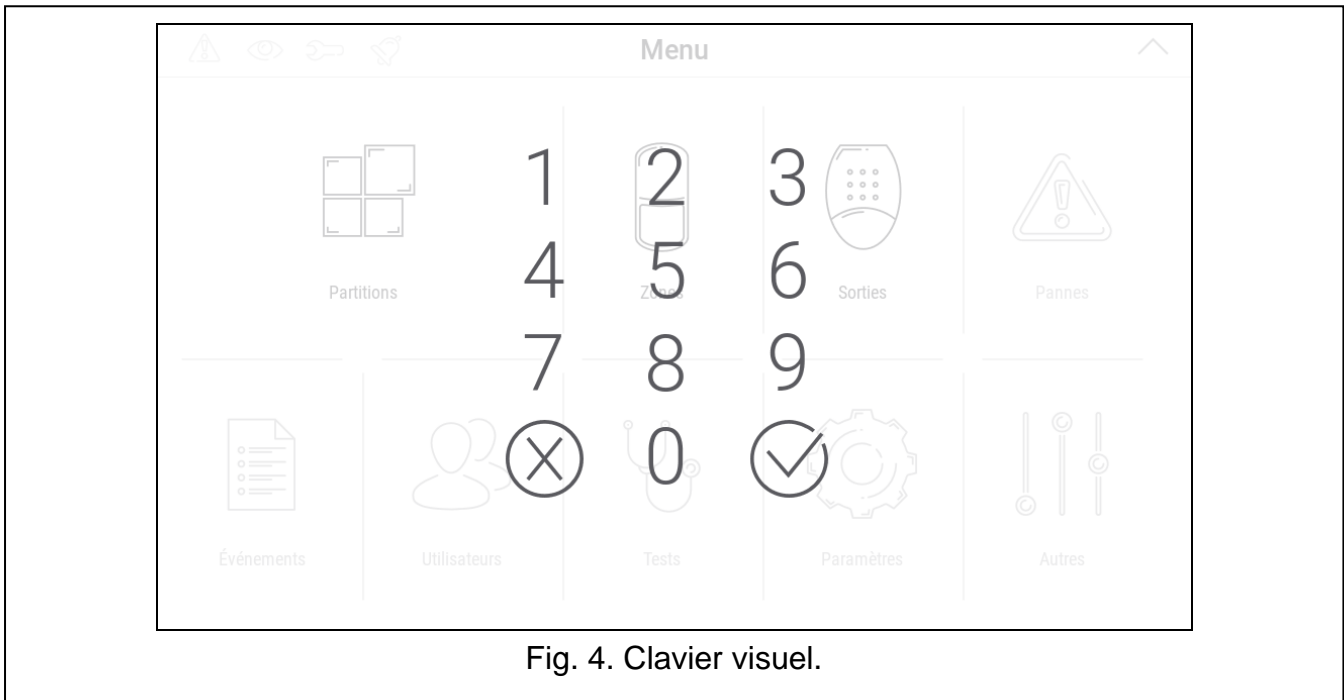 Menu
1 2 3
4 5 6
Partitions Zones Sorties Pannes
7 8 9
0
Événements Utilisateurs Tests Paramètres Autres
Fig. 4. Clavier visuel.